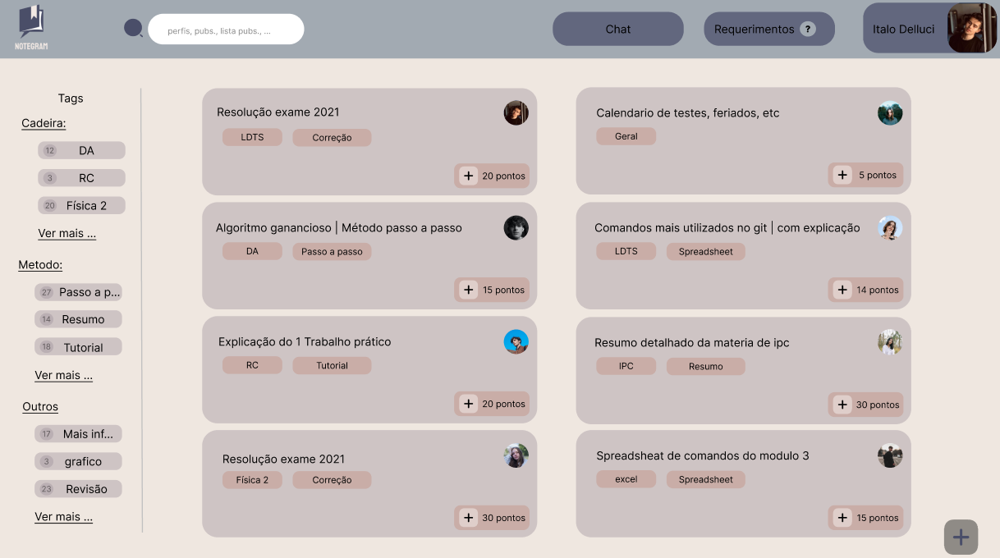 NOTEGRAM
perfis, pubs., lista pubs., ...
Chat
Requerimentos ?
Italo Delluci
Tags
Cadeira:
12 DA
3 RC
20 Física 2
Ver mais ...
Metodo:
27 Passo a p...
14 Resumo
18 Tutorial
Ver mais ...
Outros
17 Mais inf...
3 grafico
23 Revisão
Ver mais ...
Resolução exame 2021
LDTS Correção
+ 20 pontos
Calendario de testes, feriados, etc
Geral
+ 5 pontos
Algoritmo ganancioso | Método passo a passo
DA Passo a passo
+ 15 pontos
Comandos mais utilizados no git | com explicação
LDTS Spreadsheet
+ 14 pontos
Explicação do 1 Trabalho prático
RC Tutorial
+ 20 pontos
Resumo detalhado da materia de ipc
IPC Resumo
+ 30 pontos
Resolução exame 2021
Física 2 Correção
+ 30 pontos
Spreadsheat de comandos do modulo 3
excel Spreadsheet
+ 15 pontos
+